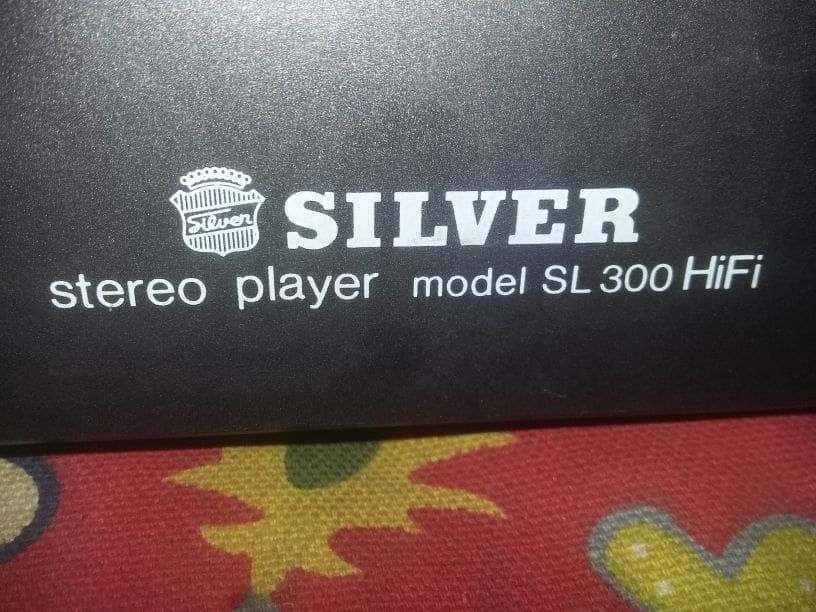 Silver SILVER
stereo player model SL 300 HiFi